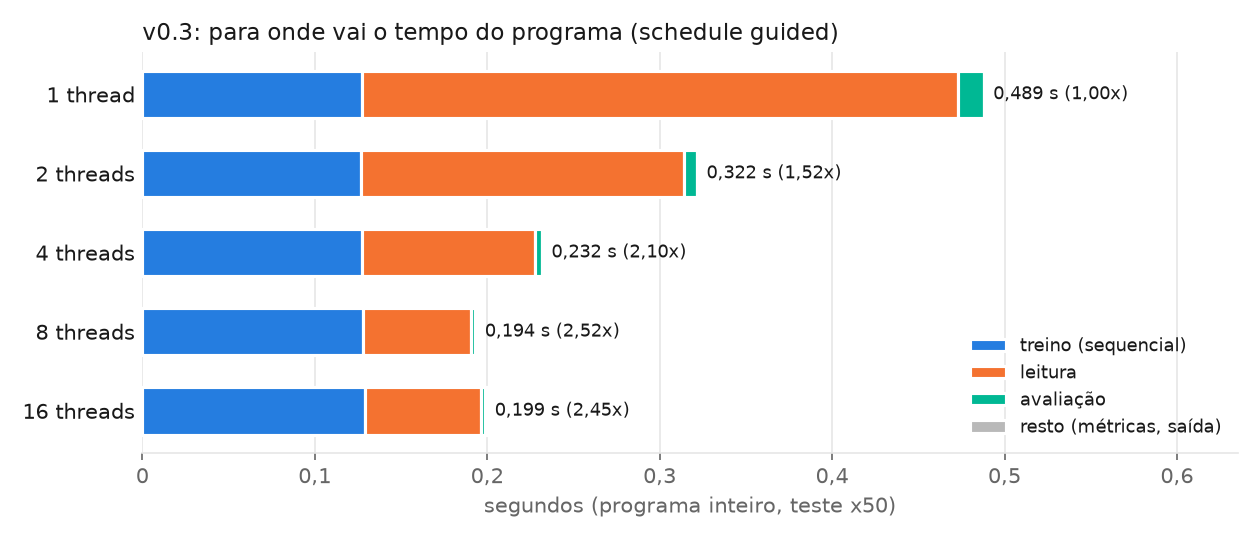 v0.3: para onde vai o tempo do programa (schedule guided)
1 thread
0,489 s (1,00x)
2 threads
0,322 s (1,52x)
4 threads
0,232 s (2,10x)
8 threads
0,194 s (2,52x)
16 threads
0,199 s (2,45x)
treino (sequencial)
leitura
avaliação
resto (métricas, saída)
0 0,1 0,2 0,3 0,4 0,5 0,6
segundos (programa inteiro, teste x50)